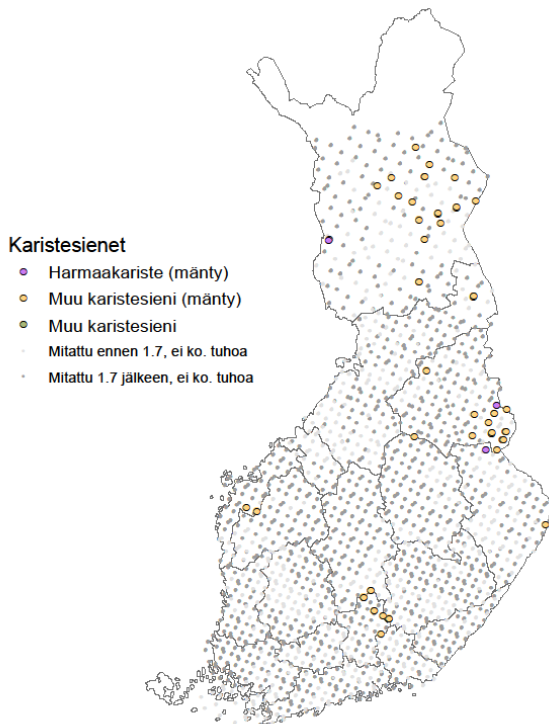 Karistesienet
Harmaakariste (mänty)
Muu karistesieni (mänty)
Muu karistesieni
Mitattu ennen 1.7, ei ko. tuhoa
Mitattu 1.7 jälkeen, ei ko. tuhoa